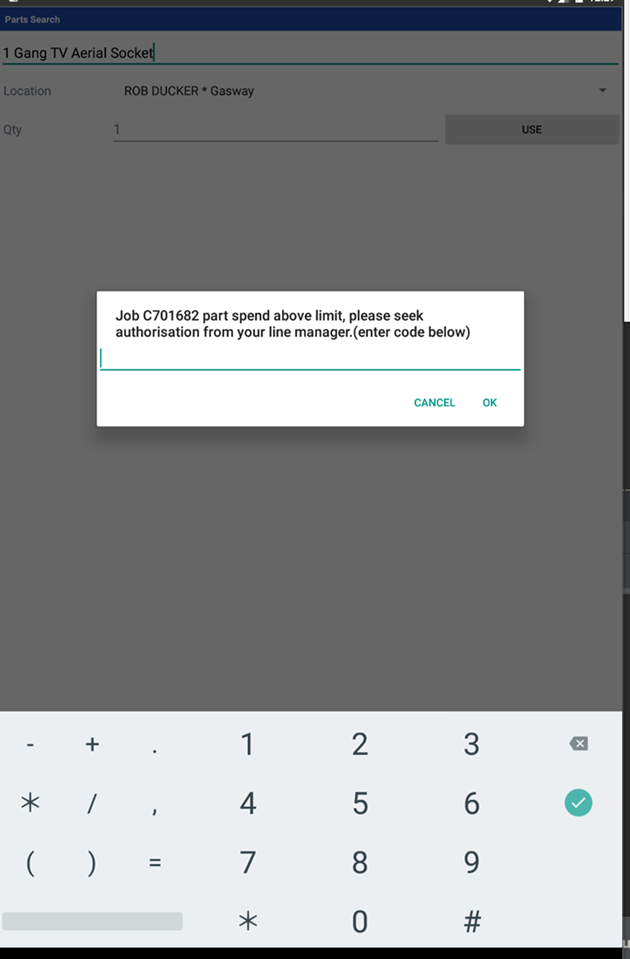 Parts Search
1 Gang TV Aerial Socket
Location ROB DUCKER * Gasway
Qty 1 USE
Job C701682 part spend above limit, please seek
authorisation from your line manager.(enter code below)
CANCEL OK
- + . 1 2 3
* / , 4 5 6
( ) = 7 8 9
* 0 #